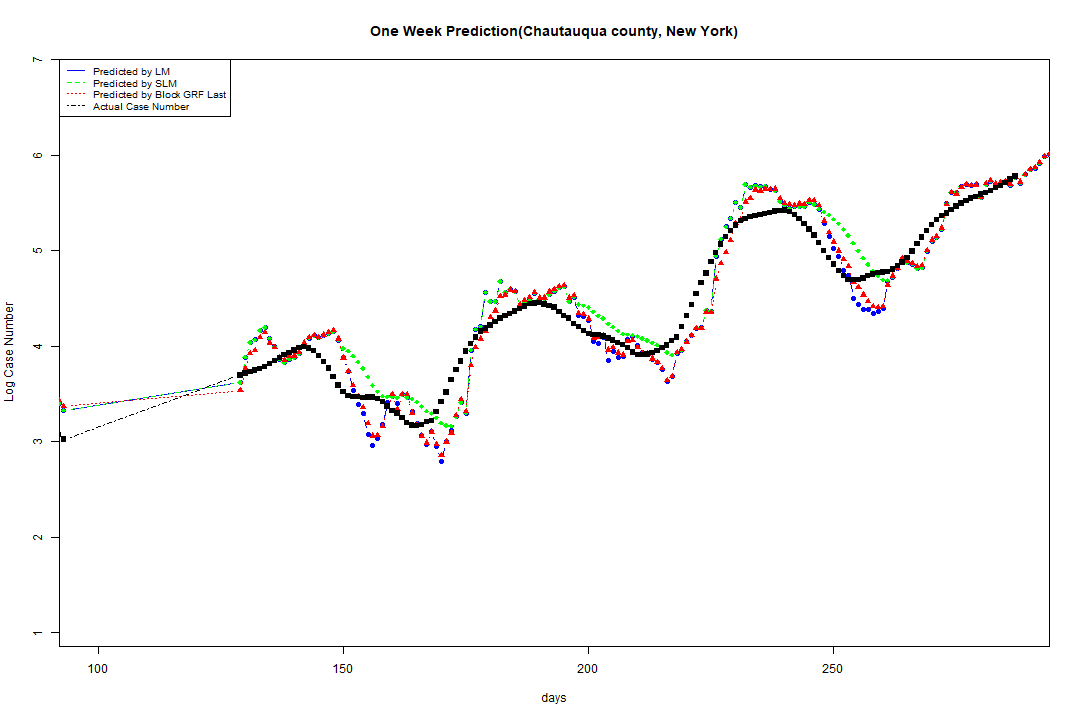 One Week Prediction(Chautauqua county, New York)
Predicted by LM
Predicted by SLM
Predicted by Block GRF Last
Actual Case Number
7
6
5
4
3
2
1
Log Case Number
100 150 200 250
days